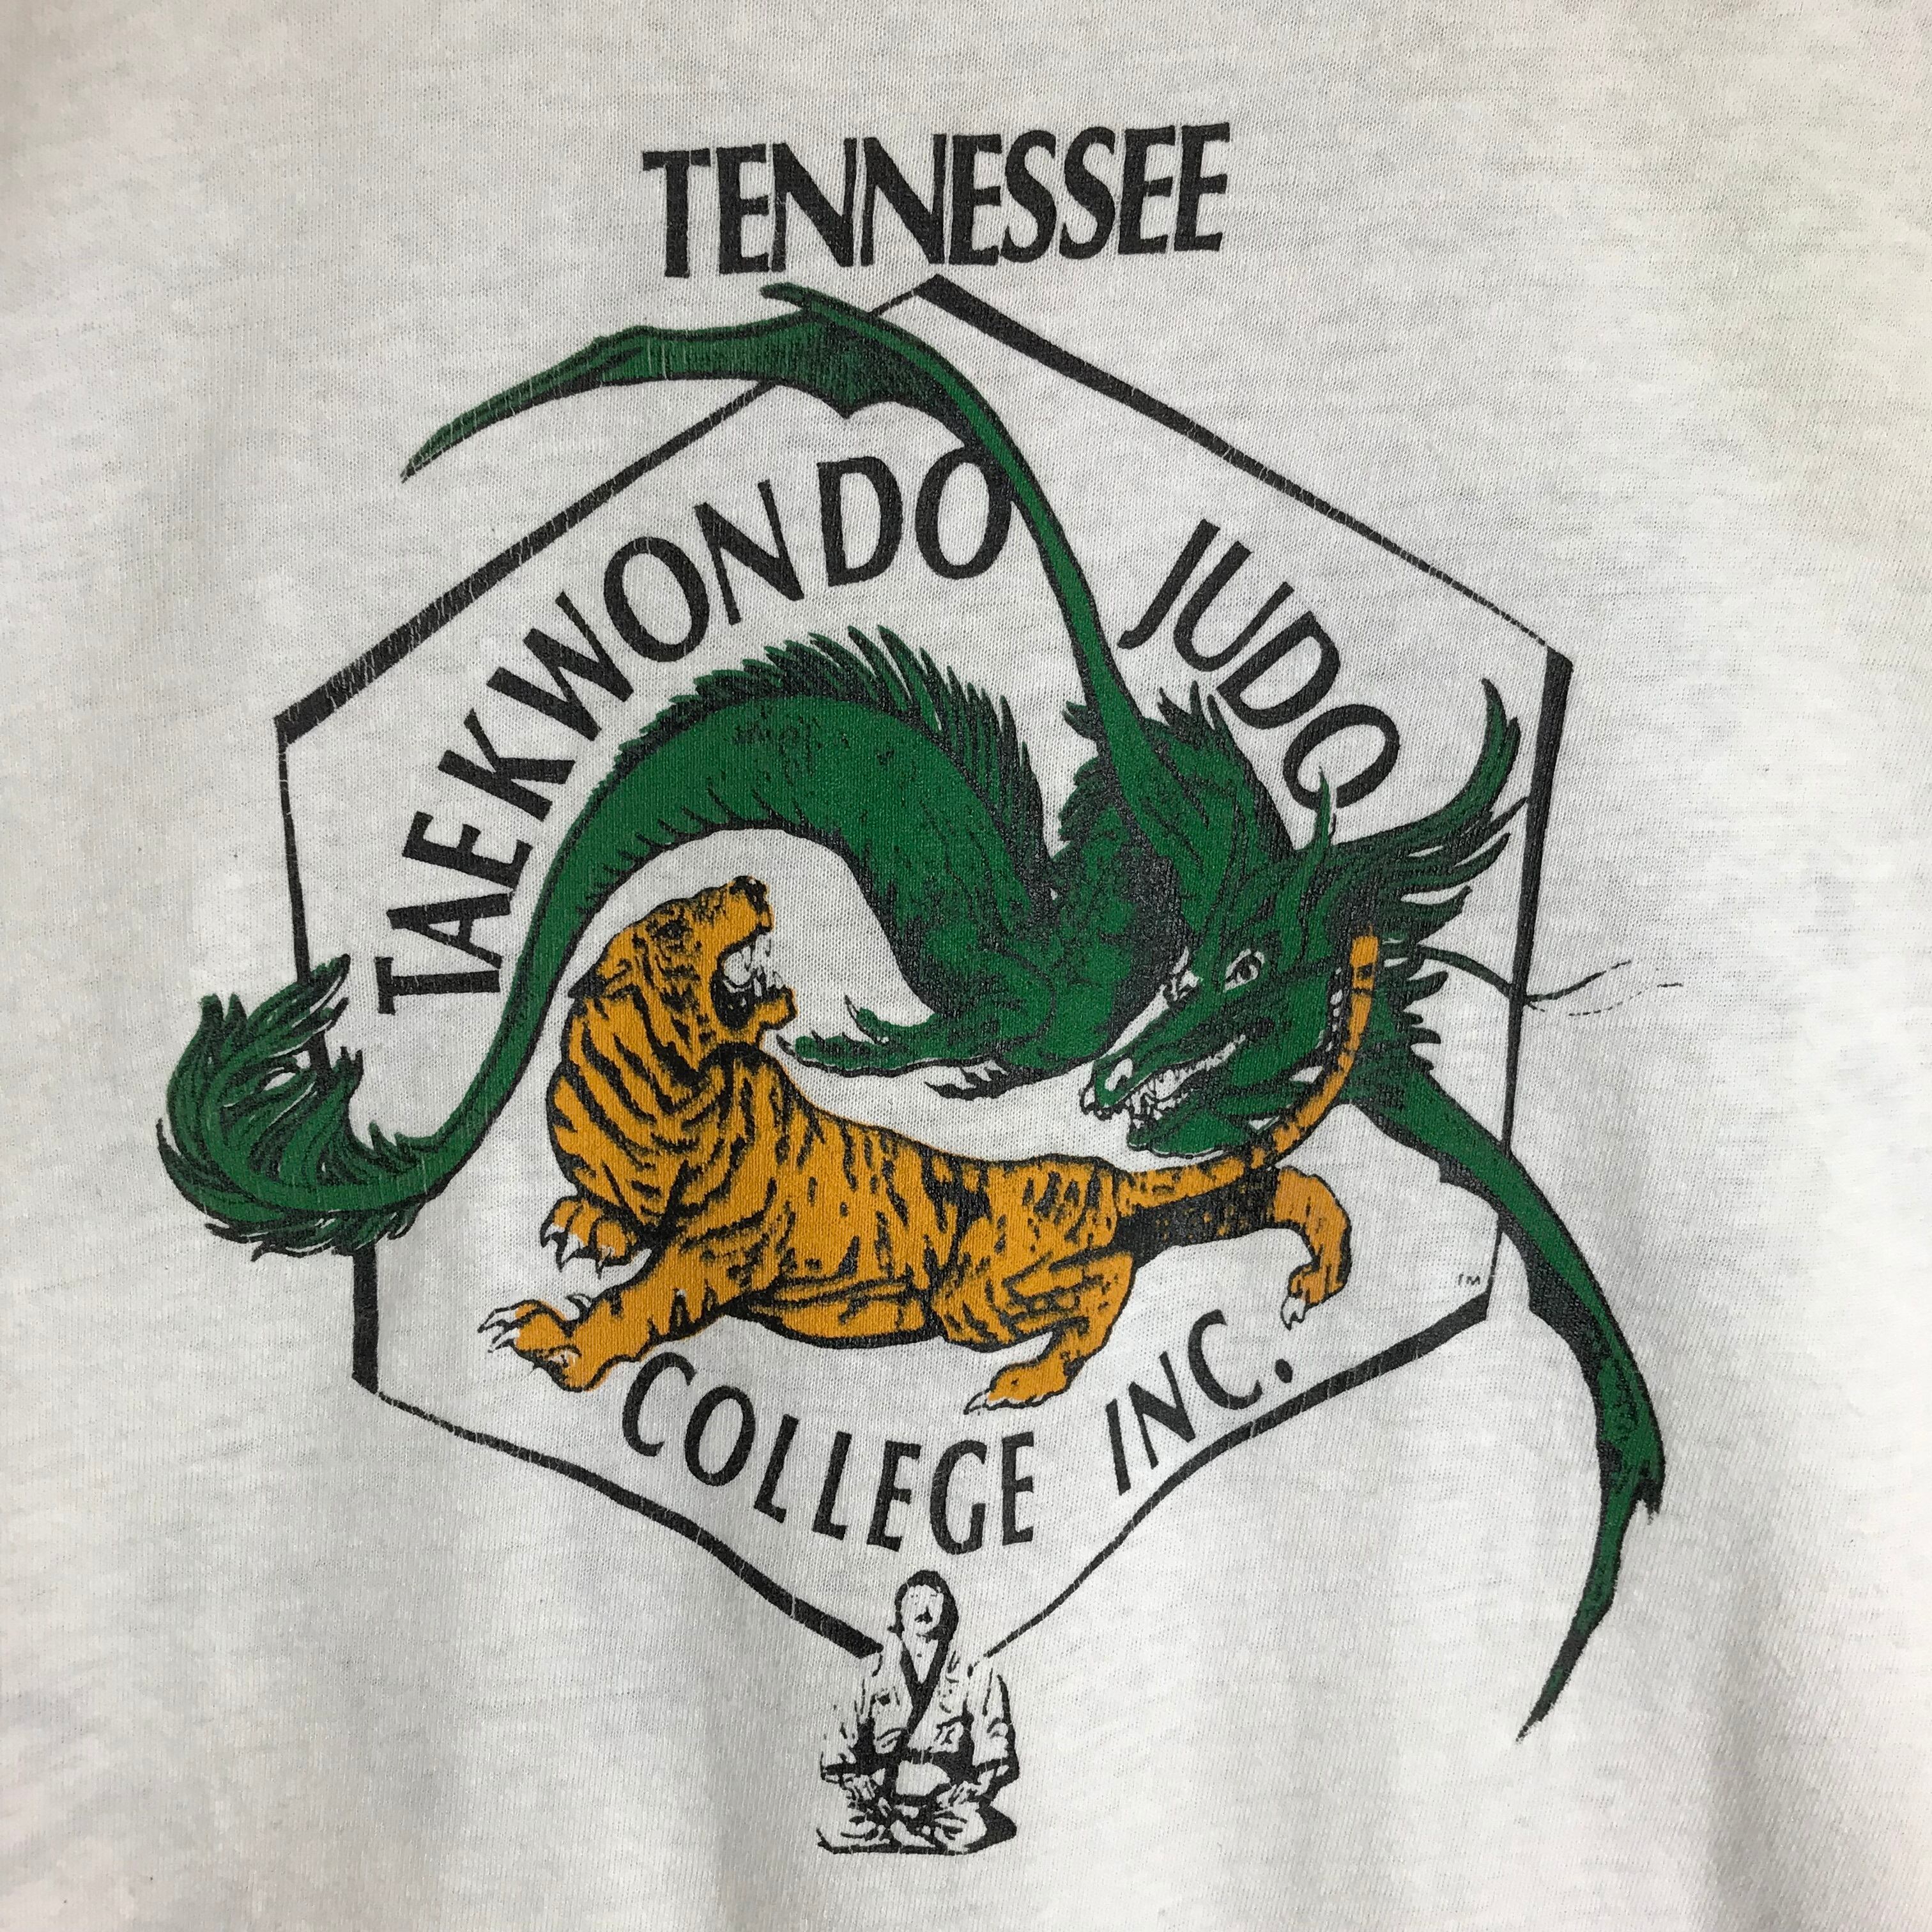 TENNESSEE
TAEKWONDO JUDO
COLLEGE INC.
TM